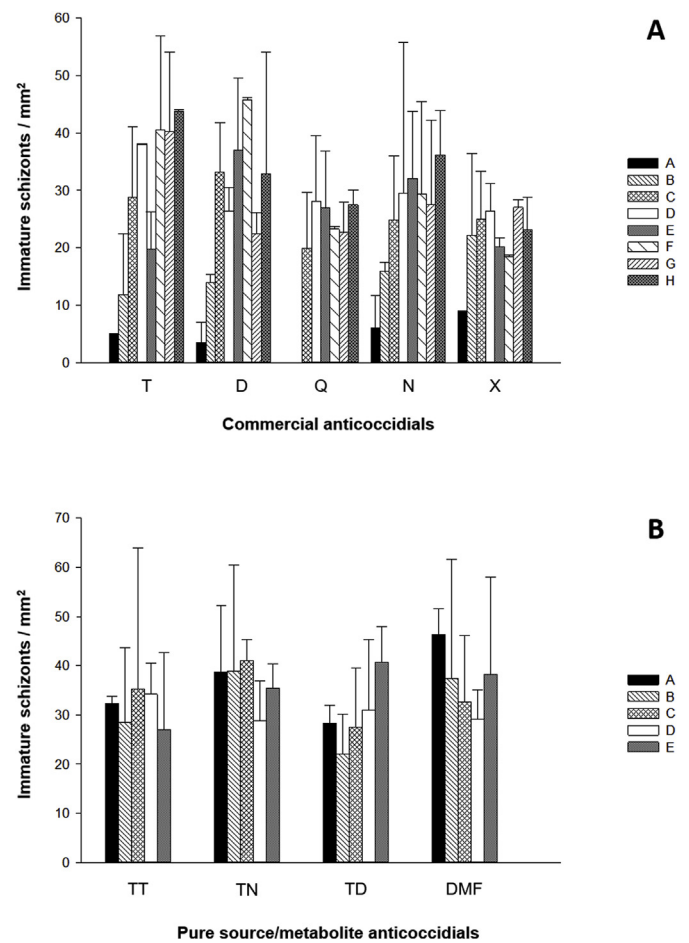 A
60
50
40
30
20
10
0
Immature schizonts / mm²
T D Q N X
Commercial anticoccidials
A
B
C
D
E
F
G
H
B
70
60
50
40
30
20
10
0
Immature schizonts / mm²
TT TN TD DMF
Pure source/metabolite anticoccidials
A
B
C
D
E